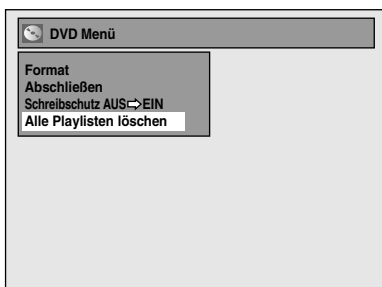 DVD Menü
Format
Abschließen
Schreibschutz AUS⇨EIN
Alle Playlisten löschen